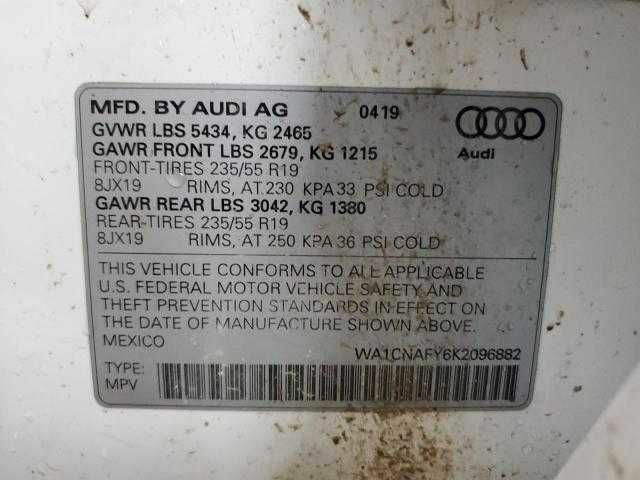 MFD. BY AUDI AG 0419
GVWR LBS 5434, KG 2465
GAWR FRONT LBS 2679, KG 1215
Audi
FRONT-TIRES 235/55 R19
8JX19 RIMS, AT 230 KPA 33 PSI COLD
GAWR REAR LBS 3042, KG 1380
REAR-TIRES 235/55 R19
8JX19 RIMS, AT 250 KPA 36 PSI COLD
THIS VEHICLE CONFORMS TO ALL APPLICABLE
U.S. FEDERAL MOTOR VEHICLE SAFETY AND
THEFT PREVENTION STANDARDS IN EFFECT ON
THE DATE OF MANUFACTURE SHOWN ABOVE.
MEXICO
WA1CNAFY6K2096882
TYPE:
MPV